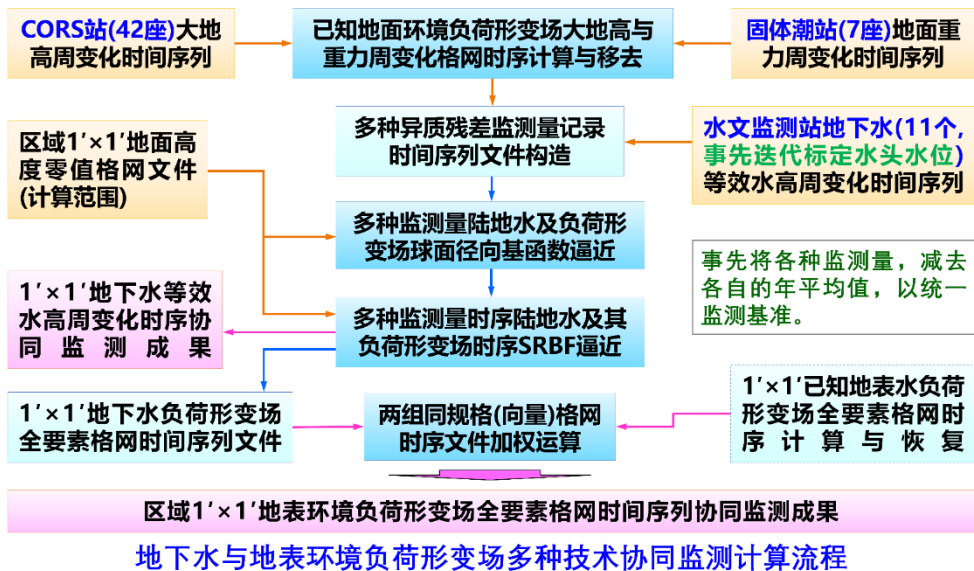 CORS站(42座)大地
高周变化时间序列
已知地面环境负荷形变场大地高与
重力周变化格网时序计算与移去
固体潮站(7座)地面重
力周变化时间序列
多种异质残差监测量记录
时间序列文件构造
区域1′×1′地面高
度零值格网文件
(计算范围)
水文监测站地下水(11个,
事先迭代标定水头水位)
等效水高周变化时间序列
多种监测量陆地水及负荷形
变场球面径向基函数逼近
事先将各种监测量，减去
各自的年平均值，以统一
监测基准。
1′×1′地下水等效
水高周变化时序协
同监测成果
多种监测量时序陆地水及其
负荷形变场时序SRBF逼近
1′×1′地下水负荷形变场
全要素格网时间序列文件
两组同规格(向量)格网
时序文件加权运算
1′×1′已知地表水负荷
形变场全要素格网时
序计算与恢复
区域1′×1′地表环境负荷形变场全要素格网时间序列协同监测成果
地下水与地表环境负荷形变场多种技术协同监测计算流程